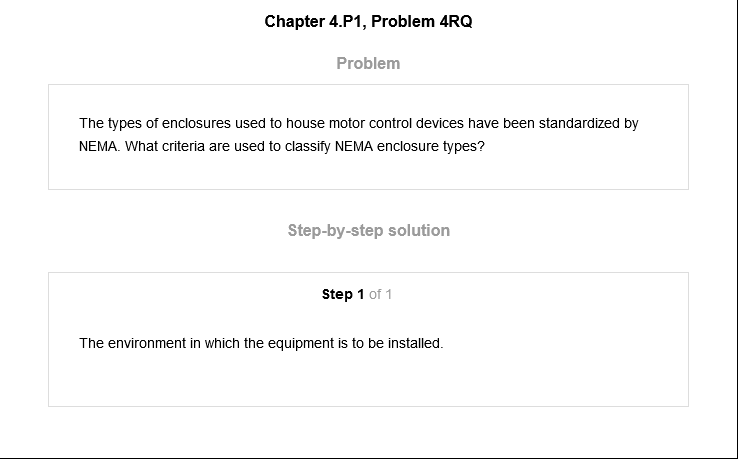 Chapter 4.P1, Problem 4RQ
Problem
The types of enclosures used to house motor control devices have been standardized by
NEMA. What criteria are used to classify NEMA enclosure types?
Step-by-step solution
Step 1 of 1
The environment in which the equipment is to be installed.